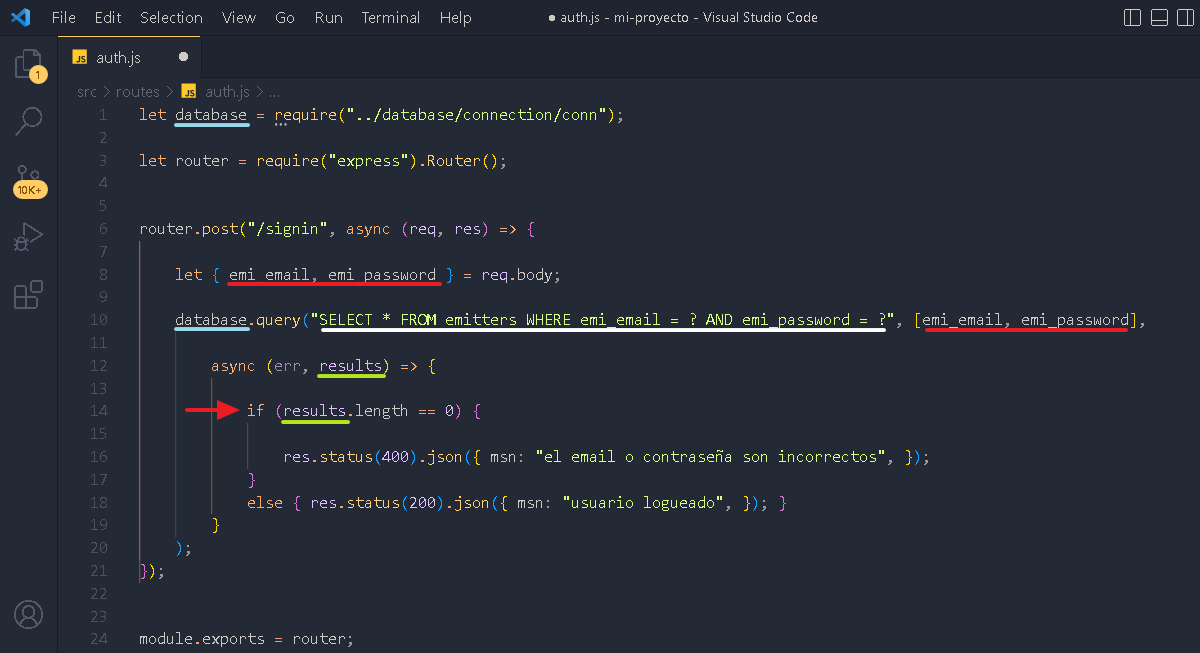 File Edit Selection View Go Run Terminal Help ● auth.js - mi-proyecto - Visual Studio Code
JS auth.js ●
1
src > routes > JS auth.js > ...
1 let database = require("../database/connection/conn");
2
3 let router = require("express").Router();
4
5
6 router.post("/signin", async (req, res) => {
7
8 let { emi_email, emi_password } = req.body;
9
10 database.query("SELECT * FROM emitters WHERE emi_email = ? AND emi_password = ?", [emi_email, emi_password],
11
12 async (err, results) => {
13
10K+
14 if (results.length == 0) {
15
16 res.status(400).json({ msn: "el email o contraseña son incorrectos", });
17 }
18 else { res.status(200).json({ msn: "usuario logueado", }); }
19 }
20 );
21 });
22
23
24 module.exports = router;